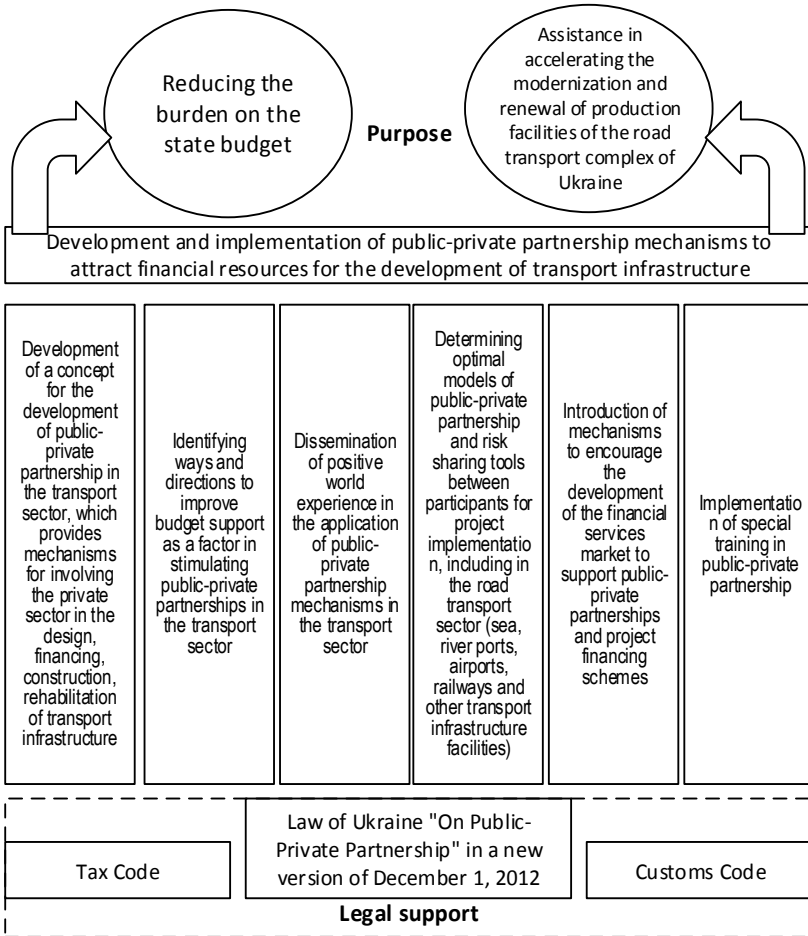 Reducing the
burden on the
state budget
Purpose
Assistance in
accelerating the
modernization and
renewal of production
facilities of the road
transport complex of
Ukraine
Development and implementation of public-private partnership mechanisms to
attract financial resources for the development of transport infrastructure
Development
of a concept
for the
development
of public-
private
partnership in
the transport
sector, which
provides
mechanisms
for involving
the private
sector in the
design,
financing,
construction,
rehabilitation
of transport
infrastructure
Identifying
ways and
directions to
improve
budget support
as a factor in
stimulating
public-private
partnerships in
the transport
sector
Dissemination
of positive
world
experience in
the application
of public-
private
partnership
mechanisms in
the transport
sector
Determining
optimal
models of
public-private
partnership
and risk
sharing tools
between
participants for
project
implementatio
n, including in
the road
transport
sector (sea,
river ports,
airports,
railways and
other transport
infrastructure
facilities)
Introduction of
mechanisms
to encourage
the
development
of the financial
services
market to
support public-
private
partnerships
and project
financing
schemes
Implementatio
n of special
training in
public-private
partnership
Tax Code
Law of Ukraine "On Public-
Private Partnership" in a new
version of December 1, 2012
Customs Code
Legal support